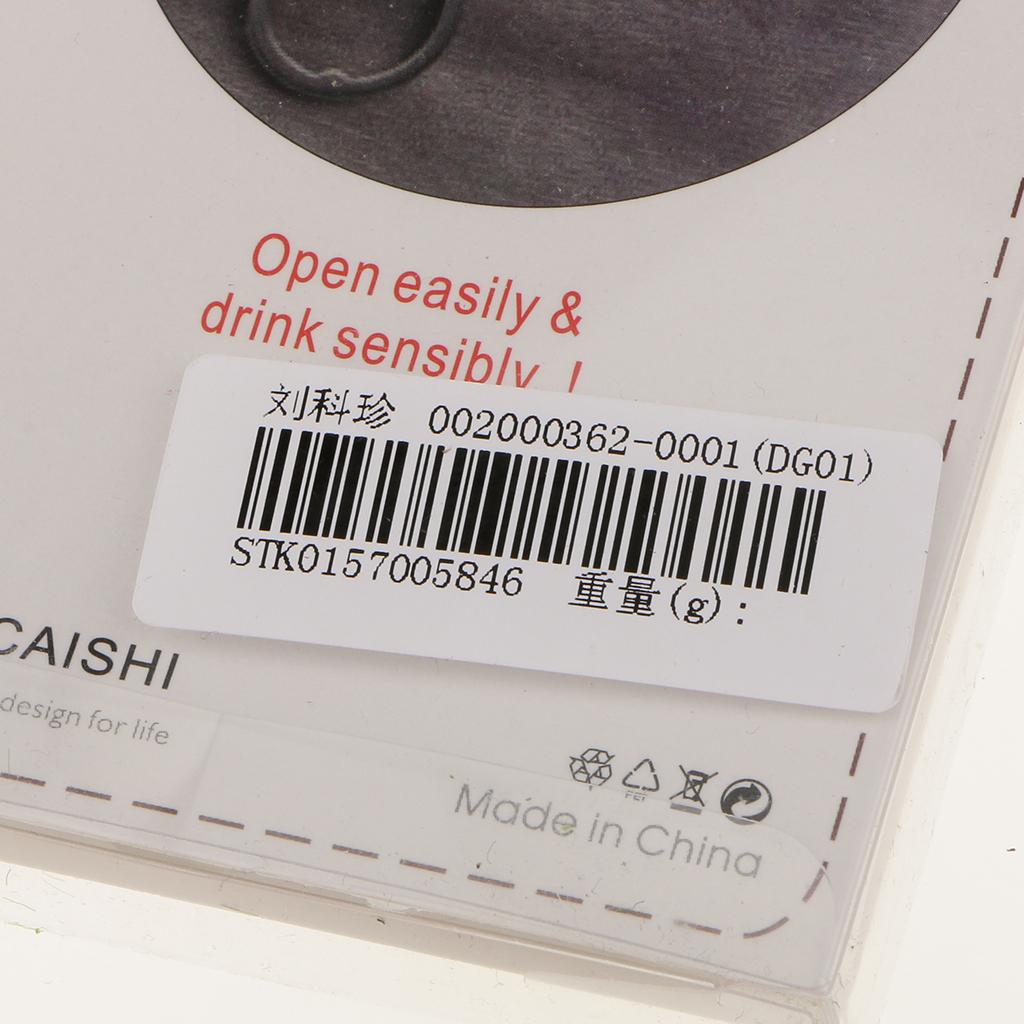 Open easily &
drink sensibly !
刘科珍 002000362-0001(DG01)
STK0157005846 重量(g):
CAISHI
design for life
Made in China